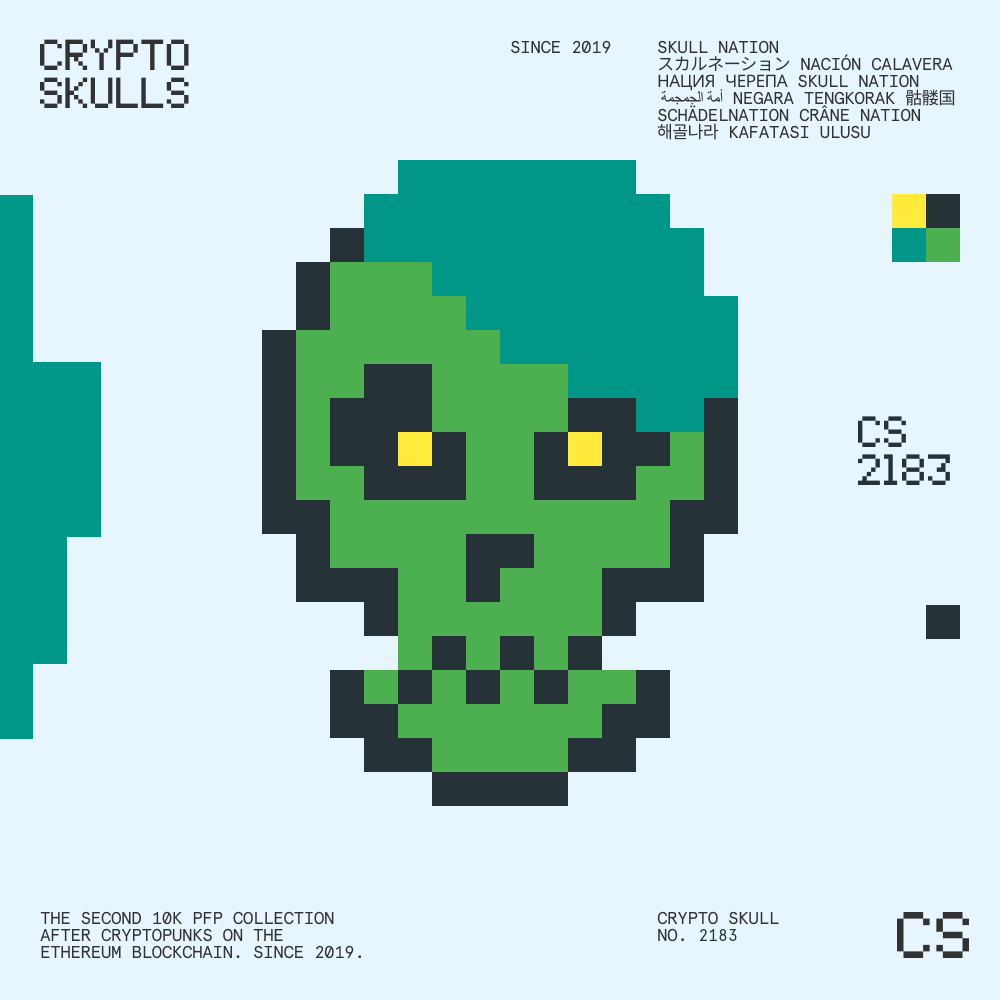 CRYPTO
SKULLS
SINCE 2019
SKULL NATION
スカルネーション NACIÓN CALAVERA
НАЦИЯ ЧЕРЕПА SKULL NATION
أمة الجمجمة NEGARA TENGKORAK 骷髅国
SCHÄDELNATION CRÂNE NATION
해골나라 KAFATASI ULUSU
CS
2183
THE SECOND 10K PFP COLLECTION
AFTER CRYPTOPUNKS ON THE
ETHEREUM BLOCKCHAIN. SINCE 2019.
CRYPTO SKULL
NO. 2183
CS